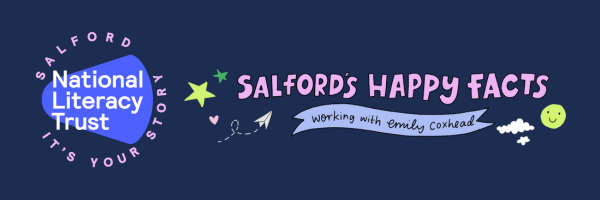 SALFORD
National
Literacy
Trust
IT'S YOUR STORY
SALFORD'S HAPPY FACTS
working with emily coxhead